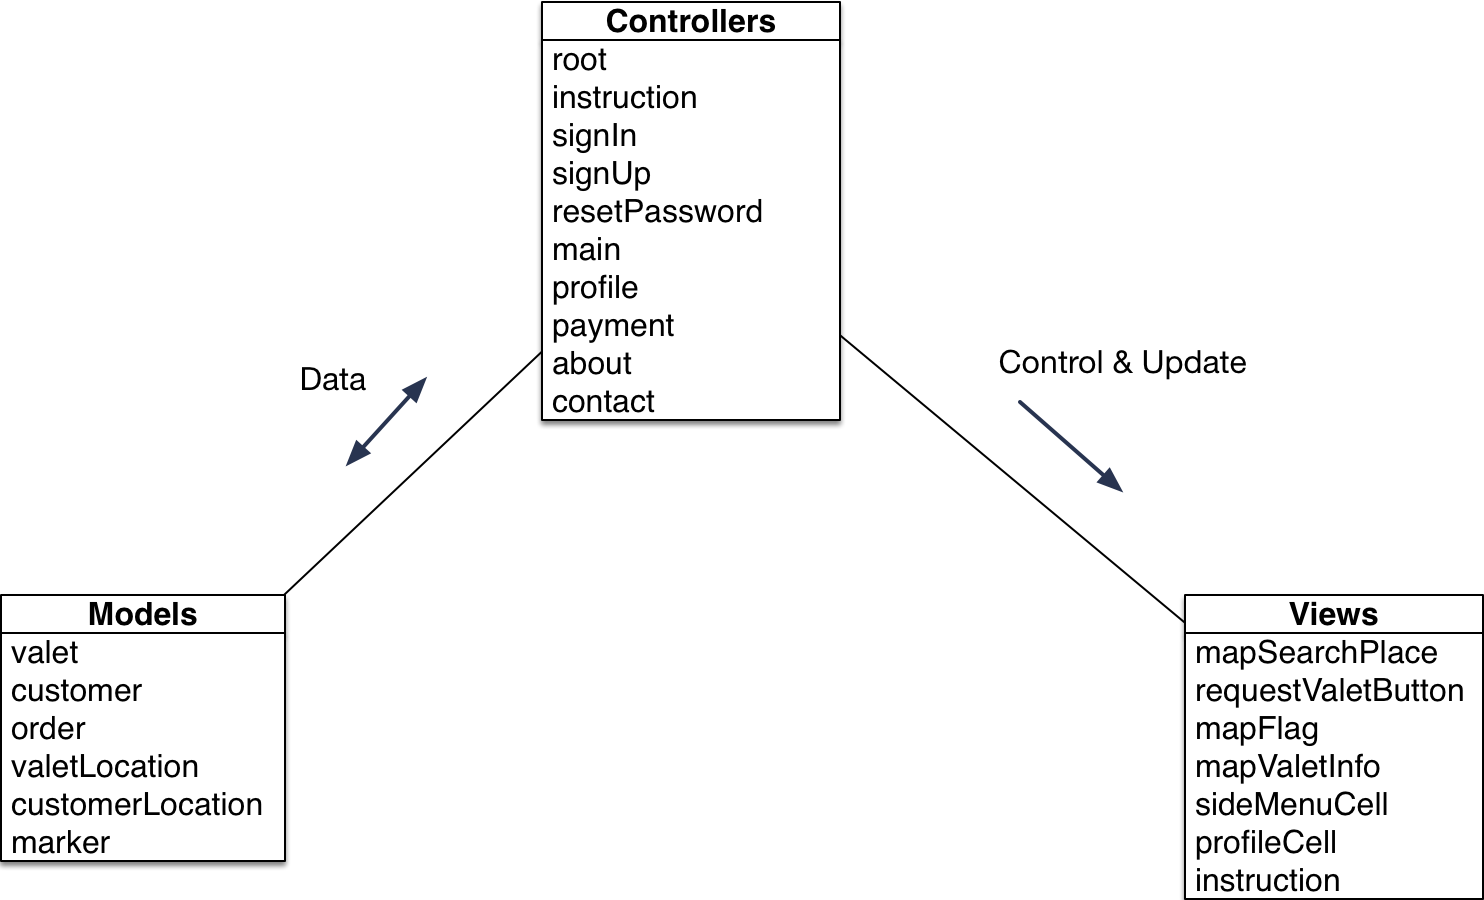 Controllers
root
instruction
signIn
signUp
resetPassword
main
profile
payment
about
contact
Data
Control & Update
Models
valet
customer
order
valetLocation
customerLocation
marker
Views
mapSearchPlace
requestValetButton
mapFlag
mapValetInfo
sideMenuCell
profileCell
instruction